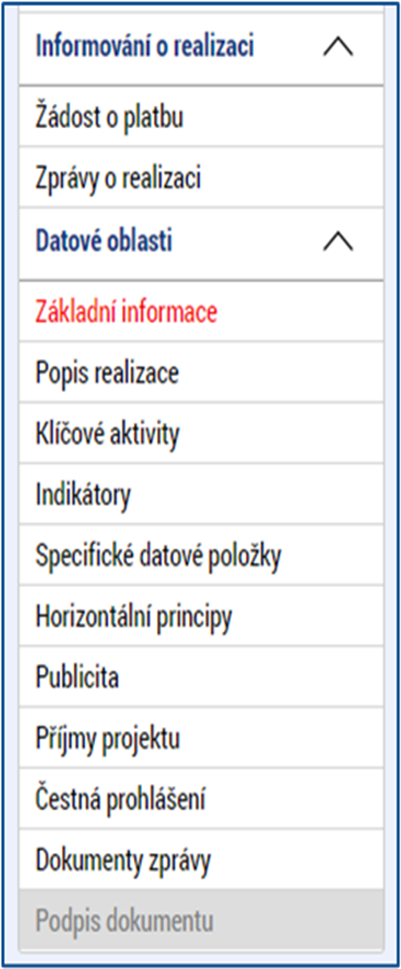 Informování o realizaci
Žádost o platbu
Zprávy o realizaci
Datové oblasti
Základní informace
Popis realizace
Klíčové aktivity
Indikátory
Specifické datové položky
Horizontální principy
Publicita
Příjmy projektu
Čestná prohlášení
Dokumenty zprávy
Podpis dokumentu